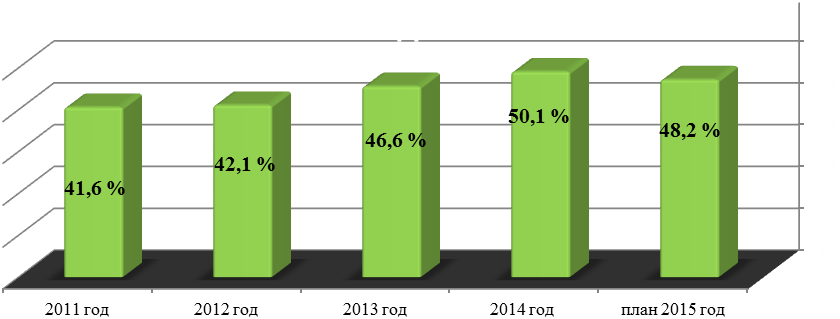 50,1 %
48,2 %
46,6 %
42,1 %
41,6 %
2011 год
2012 год
2013 год
2014 год
план 2015 год